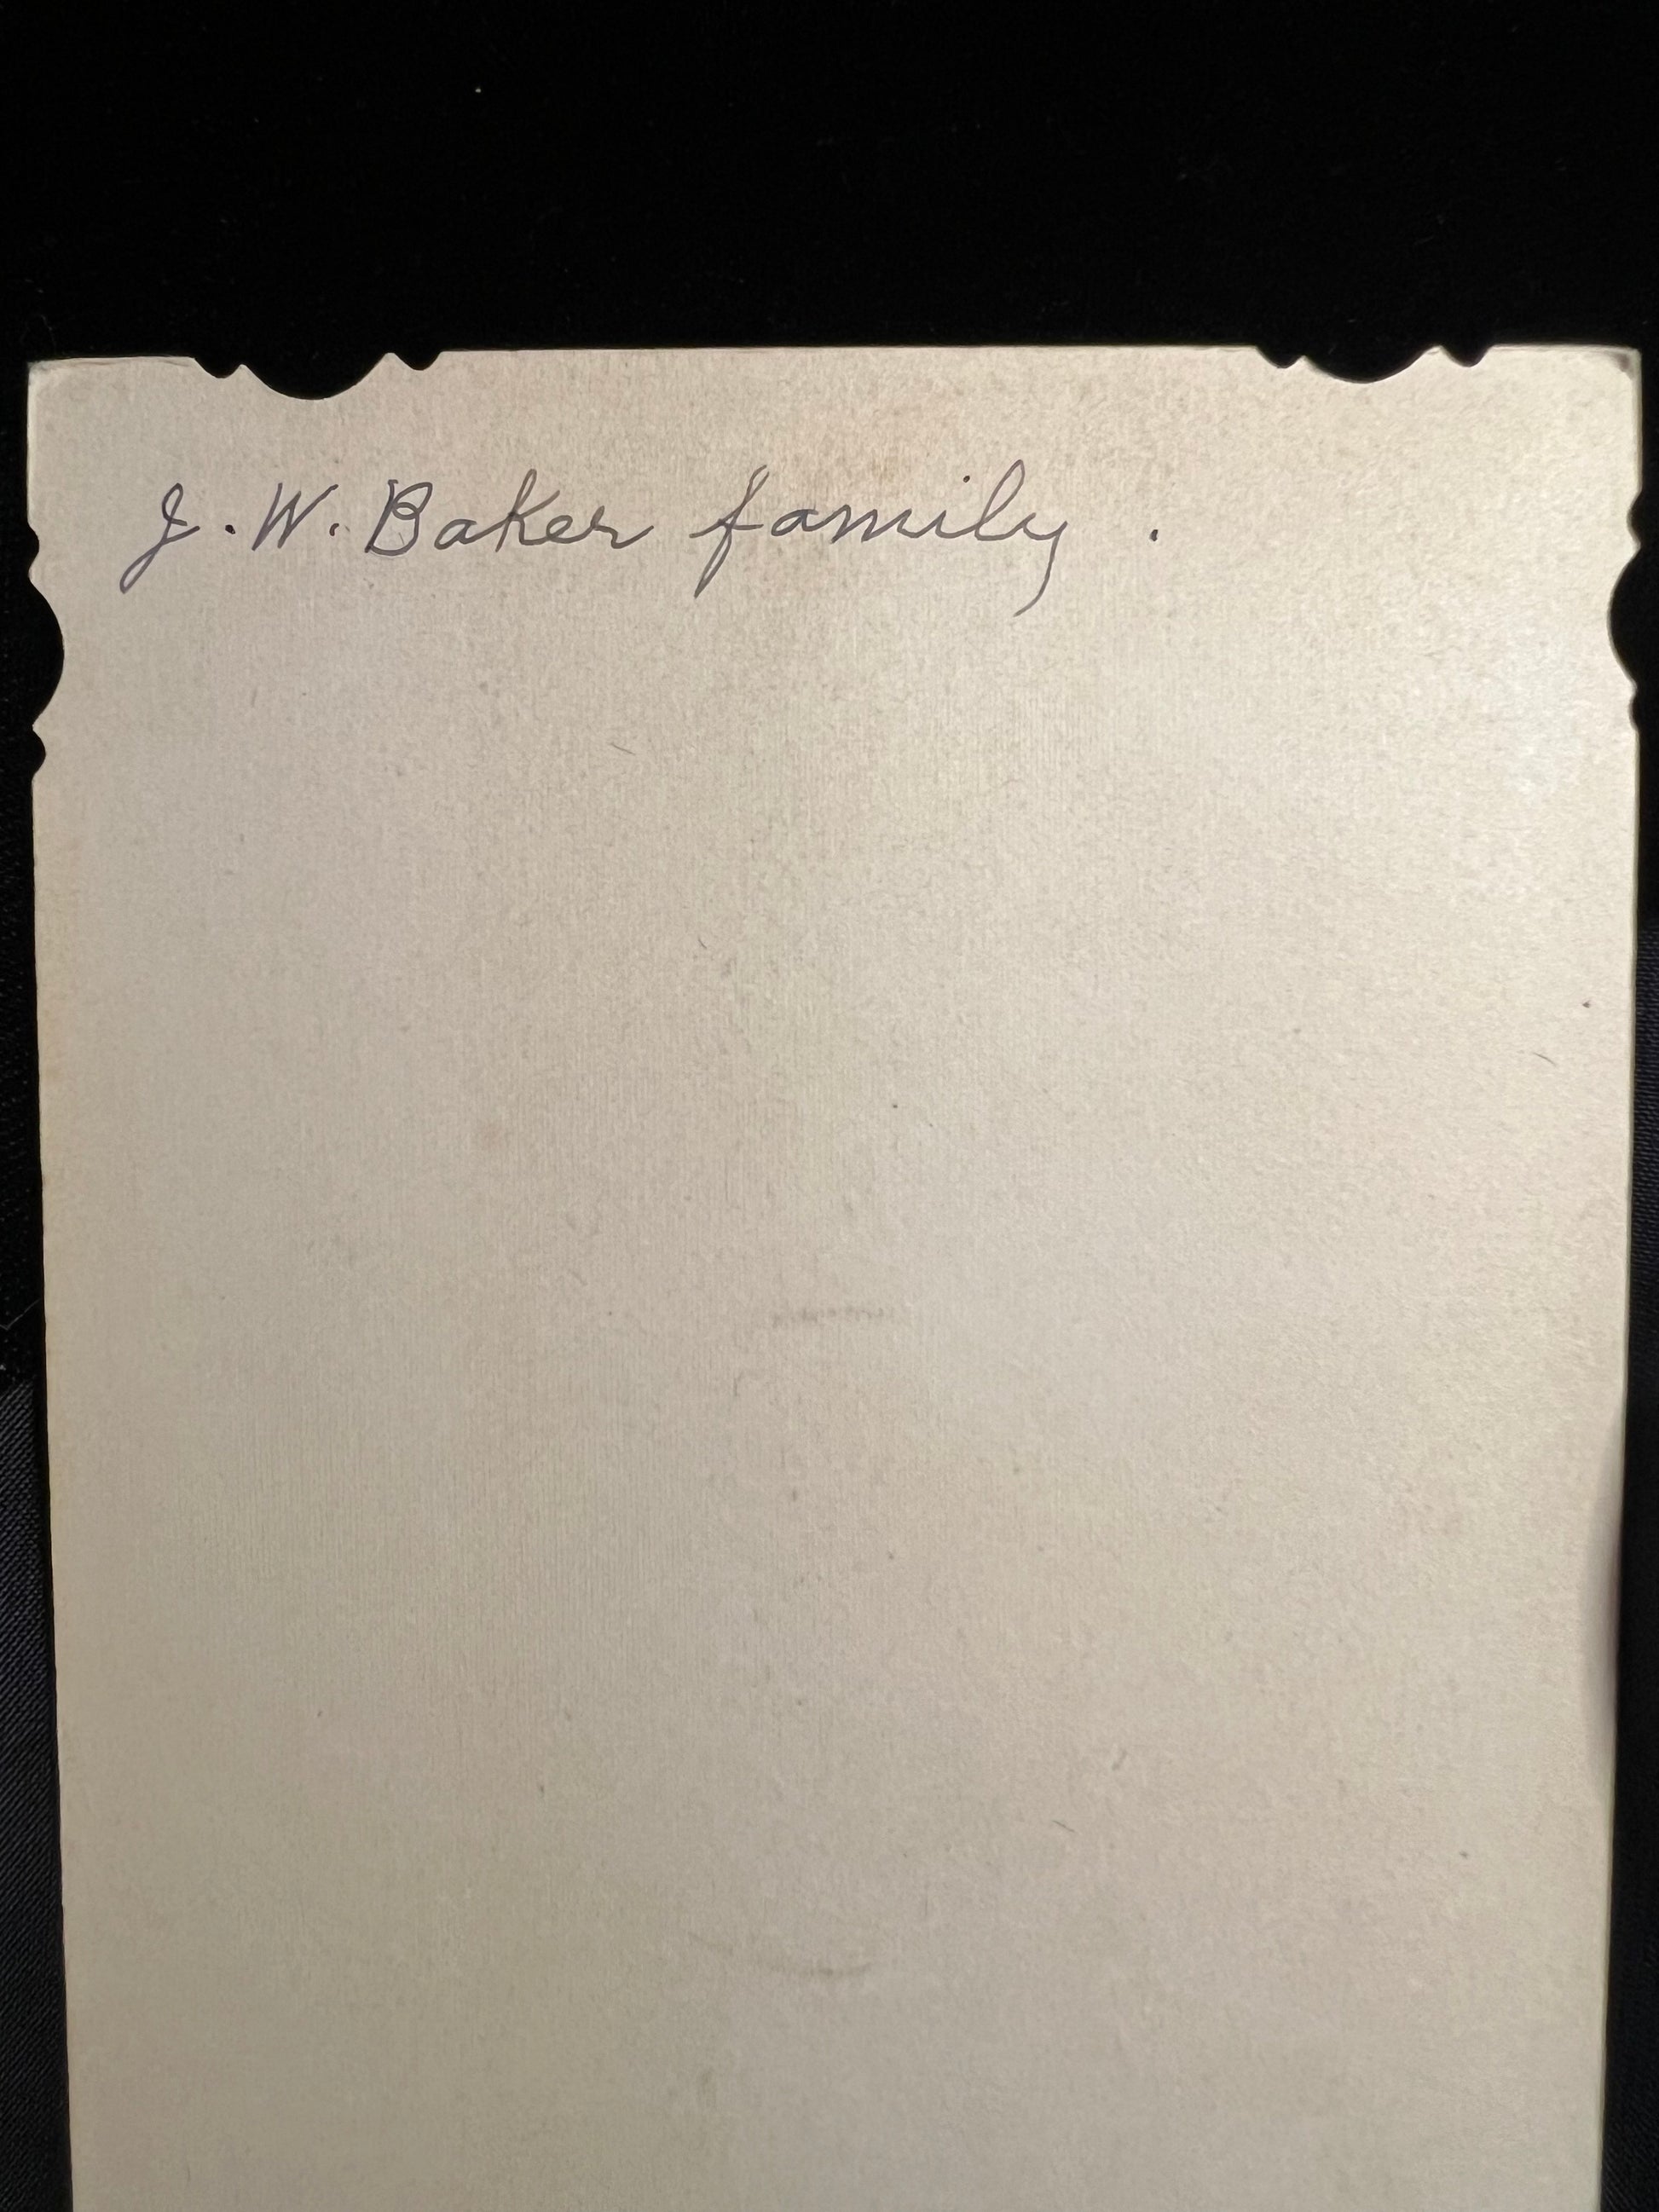 J. W. Baker family .